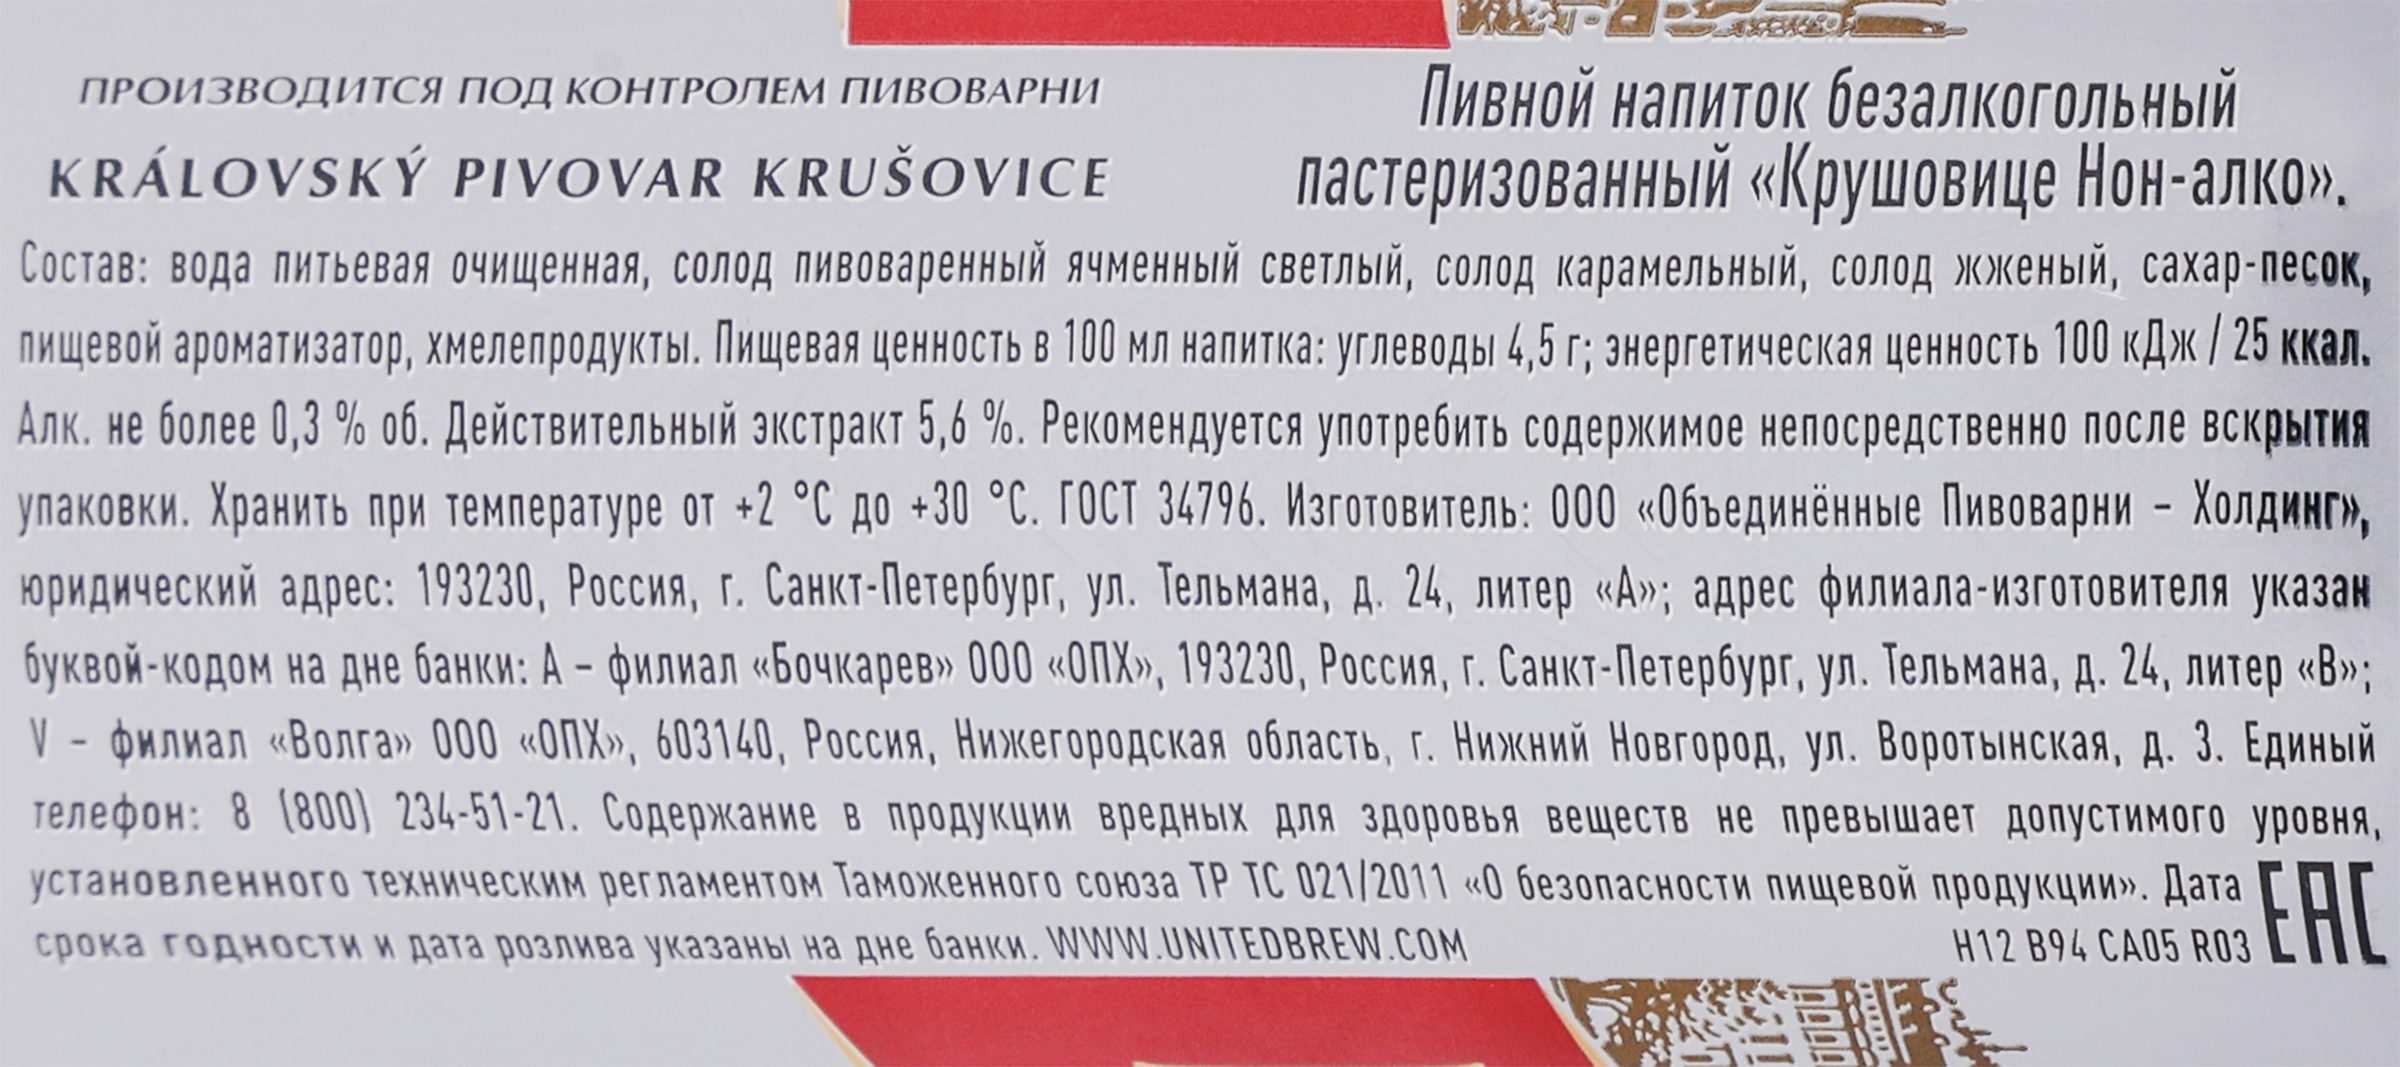 ПРОИЗВОДИТСЯ ПОД КОНТРОЛЕМ ПИВОВАРНИ
KRÁLOVSKÝ PIVOVAR KRUŠOVICE
Пивной напиток безалкогольный
пастеризованный «Крушовице Нон-алко».
Состав: вода питьевая очищенная, солод пивоваренный ячменный светлый, солод карамельный, солод жженый, сахар-песок,
пищевой ароматизатор, хмелепродукты. Пищевая ценность в 100 мл напитка: углеводы 4,5 г; энергетическая ценность 100 кДж / 25 ккал.
Алк. не более 0,3 % об. Действительный экстракт 5,6 %. Рекомендуется употребить содержимое непосредственно после вскрытия
упаковки. Хранить при температуре от +2 °С до +30 °С. ГОСТ 34796. Изготовитель: ООО «Объединённые Пивоварни – Холдинг»,
юридический адрес: 193230, Россия, г. Санкт-Петербург, ул. Тельмана, д. 24, литер «А»; адрес филиала-изготовителя указан
буквой-кодом на дне банки: А – филиал «Бочкарев» ООО «ОПХ», 193230, Россия, г. Санкт-Петербург, ул. Тельмана, д. 24, литер «В»;
V – филиал «Волга» ООО «ОПХ», 603140, Россия, Нижегородская область, г. Нижний Новгород, ул. Воротынская, д. 3. Единый
телефон: 8 (800) 234-51-21. Содержание в продукции вредных для здоровья веществ не превышает допустимого уровня,
установленного техническим регламентом Таможенного союза ТР ТС 021/2011 «О безопасности пищевой продукции». Дата
срока годности и дата розлива указаны на дне банки. WWW.UNITEDBREW.COM
H12 B94 CA05 R03
ЕАС